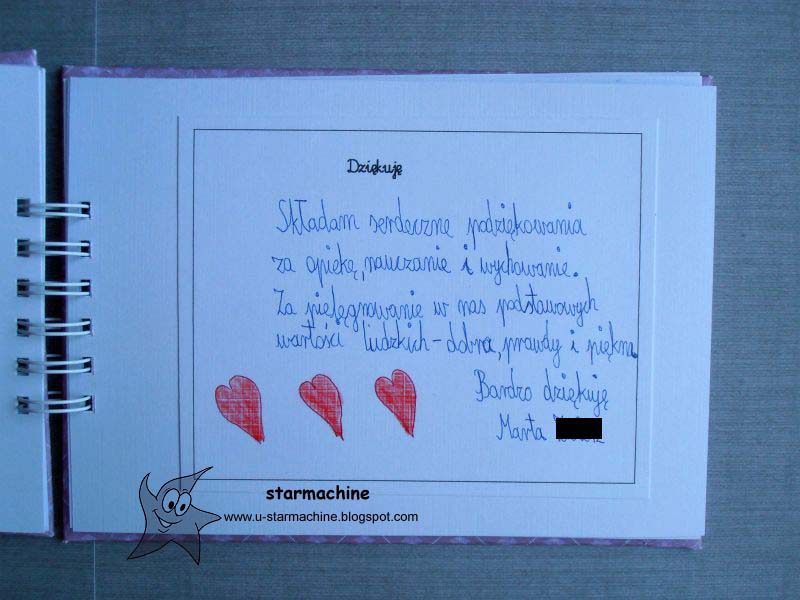 Dziękuję
Składam serdeczne podziękowania
za opiekę, nauczanie i wychowanie.
Za pielęgnowanie w nas podstawowych
wartości ludzkich - dobra, prawdy i piękna.
Bardzo dziękuję
Marta
starmachine
www.u-starmachine.blogspot.com